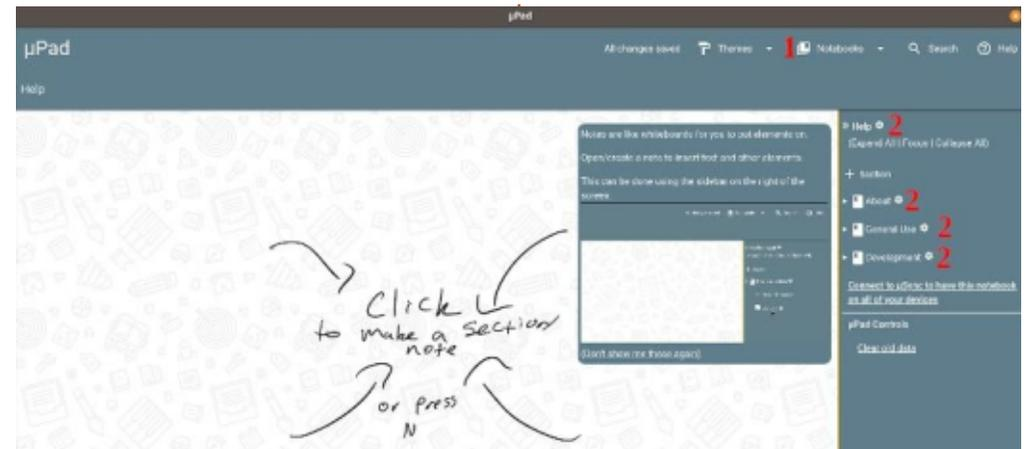 µPad
µPad
All changes saved
Themes
1
Notebooks
Search
Help
Help
Notes are like whiteboards for you to put elements on.
Open/create a note to insert text and other elements.
This can be done using the sidebar on the right of the screen.
(Don't show me these again)
Click
to make a section/
note
or press
N
» Help 2
(Expand All | Focus | Collapse All)
+ Section
About 2
General Use 2
Development 2
Connect to µSync to have this notebook
on all of your devices
µPad Controls
Clear old data